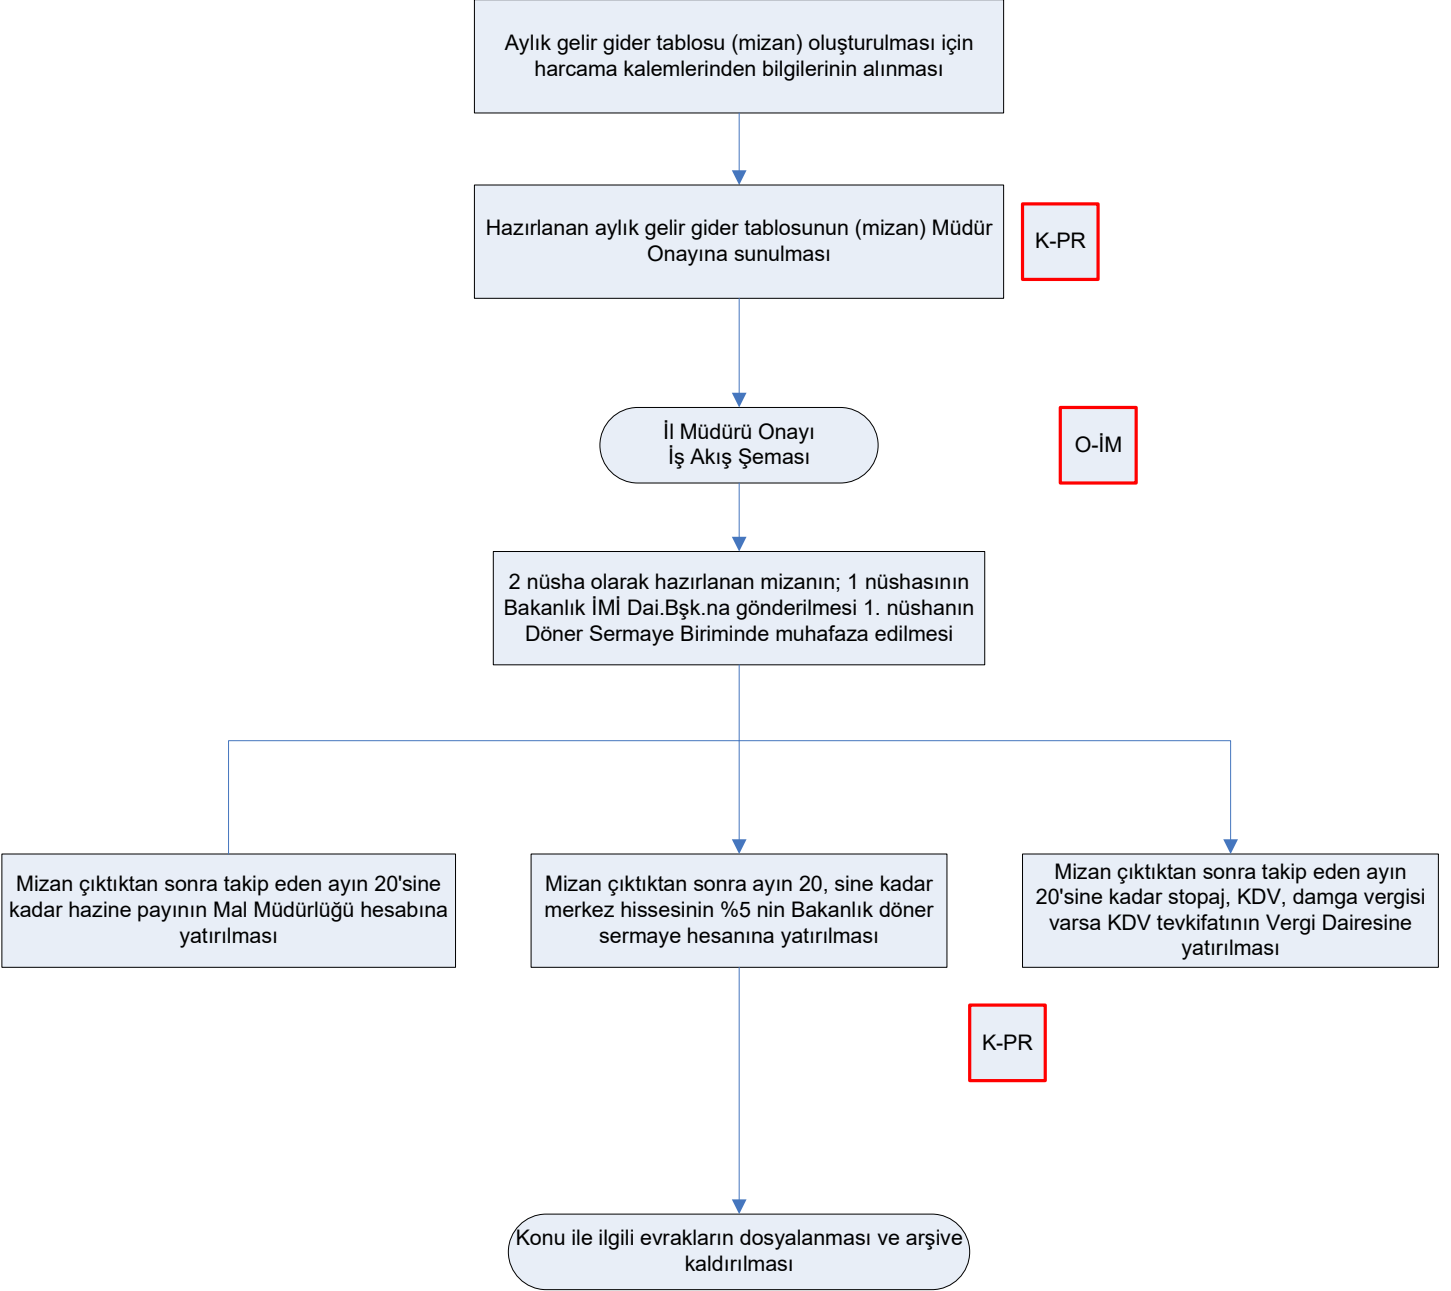 Aylık gelir gider tablosu (mizan) oluşturulması için
harcama kalemlerinden bilgilerinin alınması
Hazırlanan aylık gelir gider tablosunun (mizan) Müdür
Onayına sunulması
K-PR
İl Müdürü Onayı
İş Akış Şeması
O-İM
2 nüsha olarak hazırlanan mizanın; 1 nüshasının
Bakanlık İMİ Dai.Bşk.na gönderilmesi 1. nüshanın
Döner Sermaye Biriminde muhafaza edilmesi
Mizan çıktıktan sonra takip eden ayın 20'sine
kadar hazine payının Mal Müdürlüğü hesabına
yatırılması
Mizan çıktıktan sonra ayın 20, sine kadar
merkez hissesinin %5 nin Bakanlık döner
sermaye hesanına yatırılması
Mizan çıktıktan sonra takip eden ayın
20'sine kadar stopaj, KDV, damga vergisi
varsa KDV tevkifatının Vergi Dairesine
yatırılması
K-PR
Konu ile ilgili evrakların dosyalanması ve arşive
kaldırılması